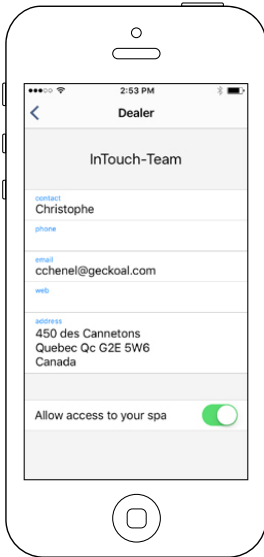 2:53 PM
Dealer
InTouch-Team
contact
Christophe
phone
email
cchenel@geckoal.com
web
address
450 des Cannetons
Quebec Qc G2E 5W6
Canada
Allow access to your spa